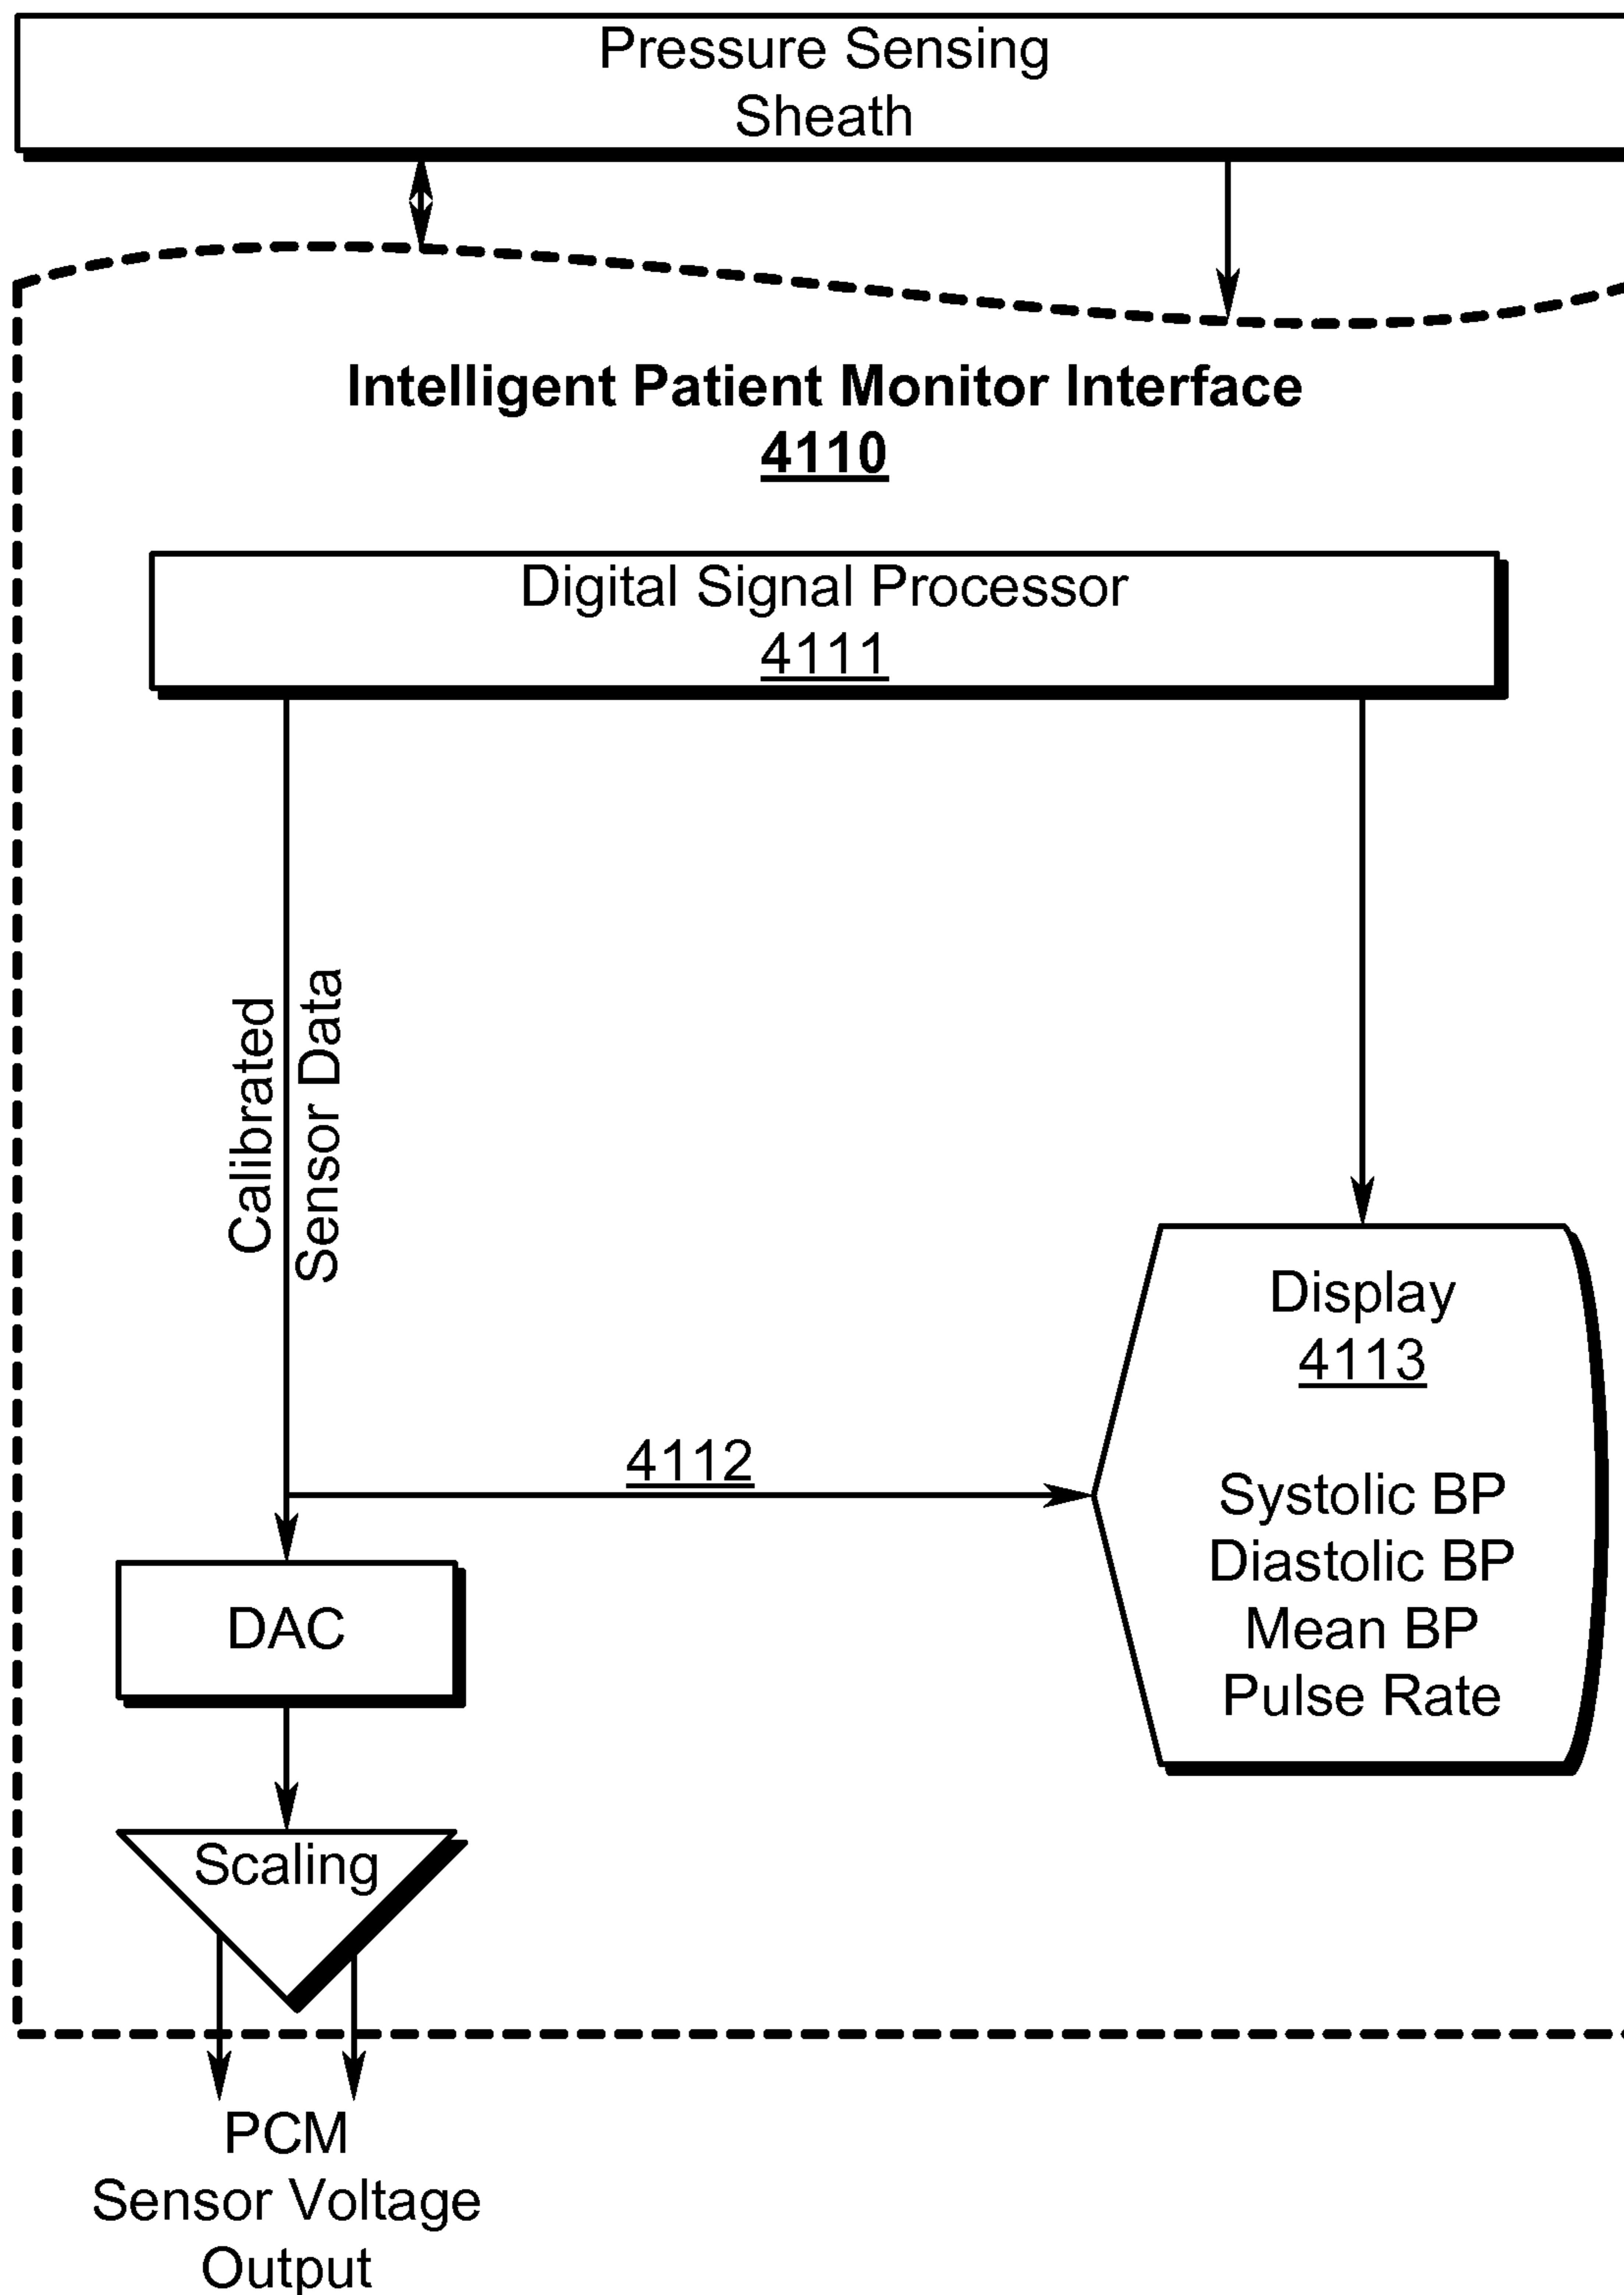 Pressure Sensing
Sheath
Intelligent Patient Monitor Interface
4110
Digital Signal Processor
4111
Calibrated
Sensor Data
Display
4113
4112
Systolic BP
Diastolic BP
Mean BP
Pulse Rate
DAC
Scaling
PCM
Sensor Voltage
Output